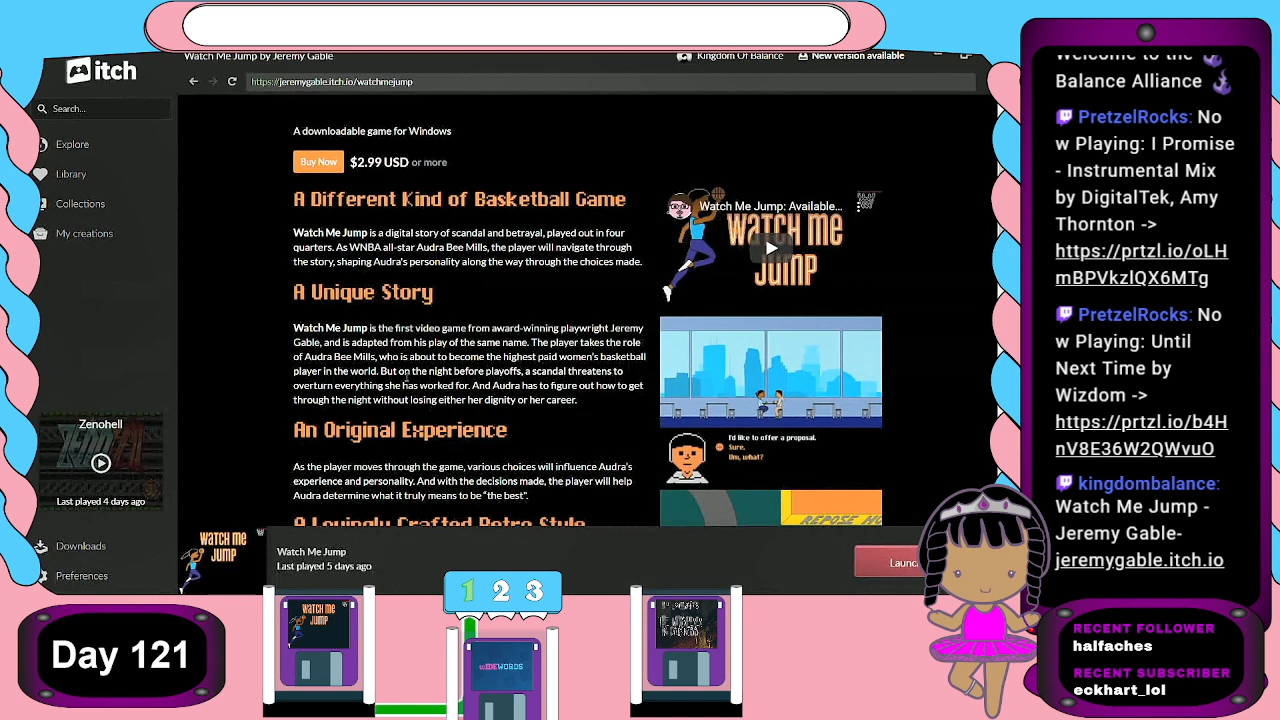 Watch Me Jump by Jeremy Gable
Kingdom Of Balance
New version available
itch
https://jeremygable.itch.io/watchmejump
Search...
Explore
Library
Collections
My creations
Zenohell
Last played 4 days ago
Downloads
Preferences
A downloadable game for Windows
Buy Now $2.99 USD or more
A Different Kind of Basketball Game
Watch Me Jump is a digital story of scandal and betrayal, played out in four
quarters. As WNBA all-star Audra Bee Mills, the player will navigate through
the story, shaping Audra's personality along the way through the choices made.
A Unique Story
Watch Me Jump is the first video game from award-winning playwright Jeremy
Gable, and is adapted from his play of the same name. The player takes the role
of Audra Bee Mills, who is about to become the highest paid women's basketball
player in the world. But on the night before playoffs, a scandal threatens to
overturn everything she has worked for. And Audra has to figure out how to get
through the night without losing either her dignity or her career.
An Original Experience
As the player moves through the game, various choices will influence Audra's
experience and personality. And with the decisions made, the player will help
Audra determine what it truly means to be “the best”.
A Lovingly Crafted Retro Style
Watch Me Jump: Available...
WATCH ME
JUMP
I'd like to offer a proposal.
Sure.
Um, what?
WATCH ME
JUMP
Watch Me Jump
Last played 5 days ago
Launc
1 2 3
WATCH ME
JUMP
WIDEWORDS
Day 121
Welcome to the
Balance Alliance
PretzelRocks: No
w Playing: I Promise
- Instrumental Mix
by DigitalTek, Amy
Thornton ->
https://prtzl.io/oLH
mBPVkzlQX6MTg
PretzelRocks: No
w Playing: Until
Next Time by
Wizdom ->
https://prtzl.io/b4H
nV8E36W2QWvuO
kingdombalance:
Watch Me Jump -
Jeremy Gable-
jeremygable.itch.io
RECENT FOLLOWER
halfaches
RECENT SUBSCRIBER
eckhart_lol